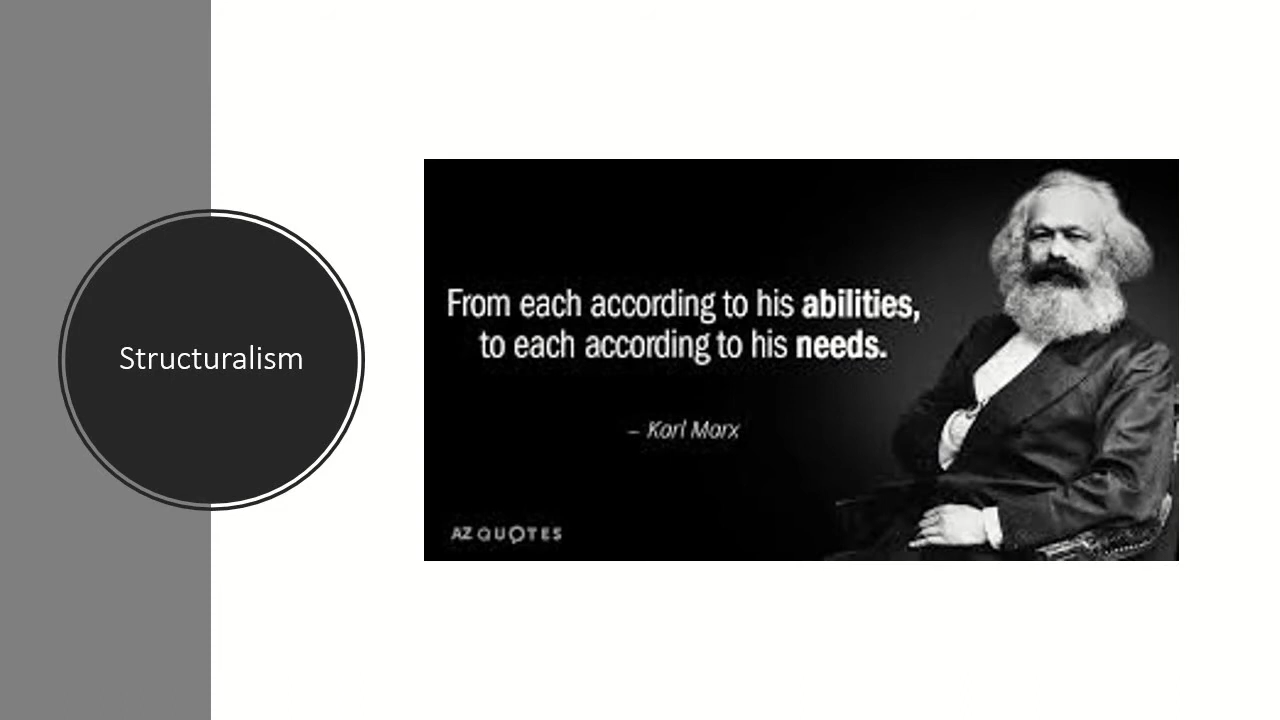 Structuralism
From each according to his abilities,
to each according to his needs.
– Karl Marx
AZ QUOTES